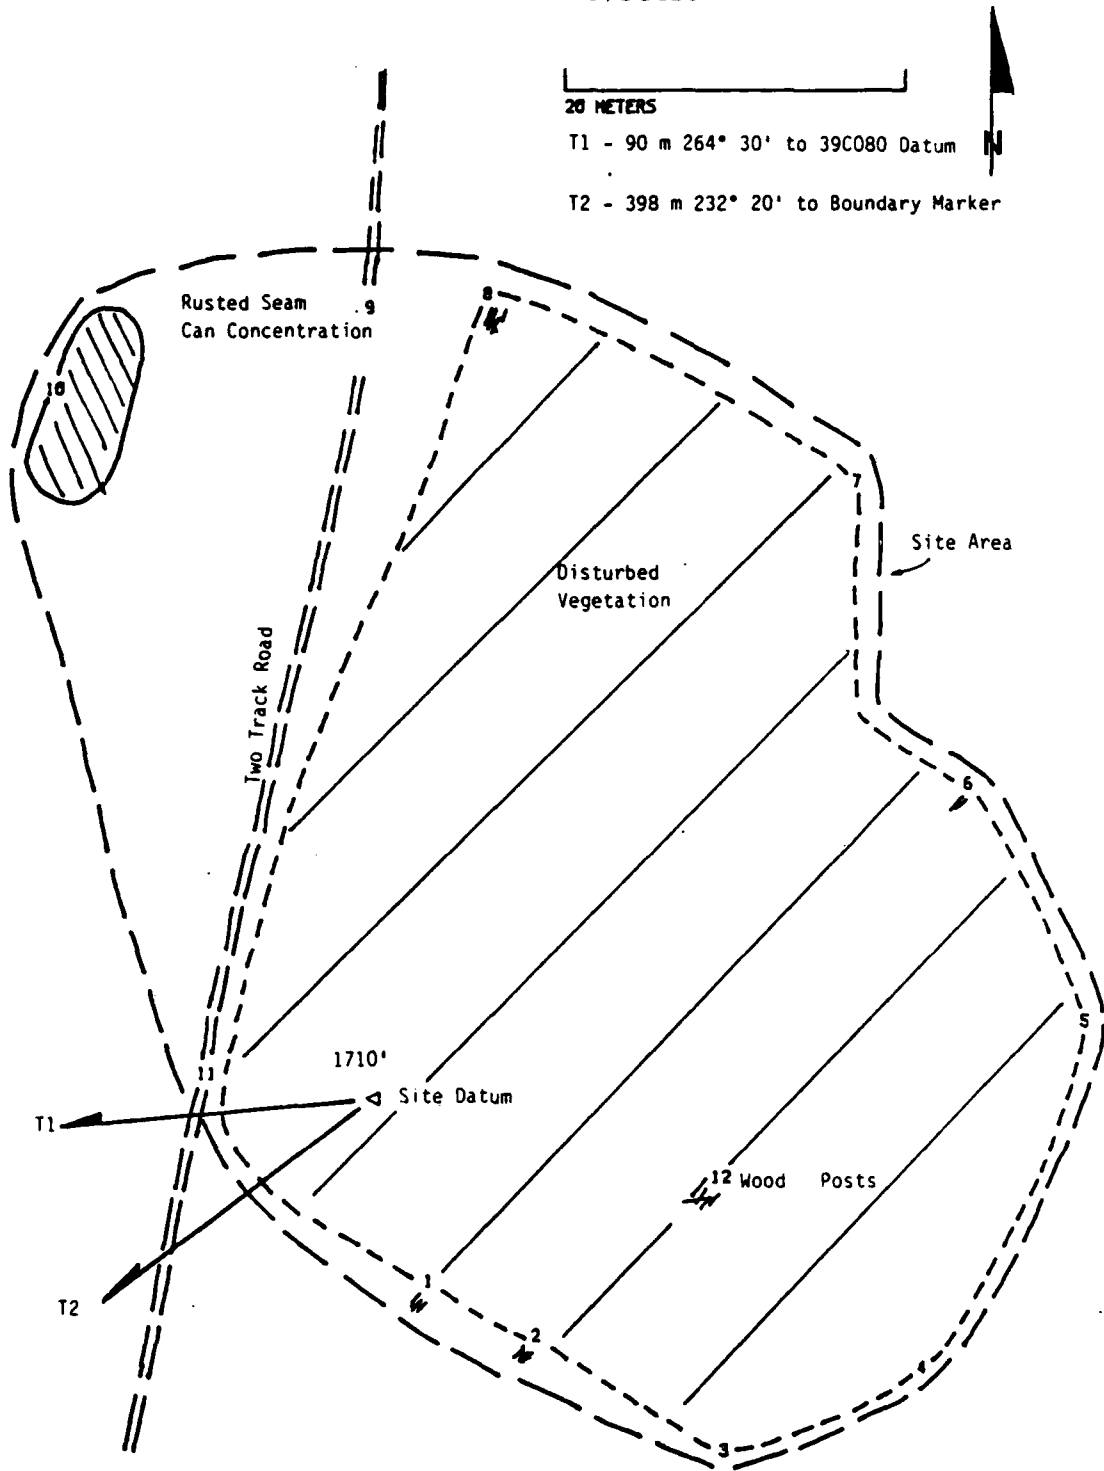 20 METERS
T1 - 90 m 264° 30' to 39CO80 Datum
N
T2 - 398 m 232° 20' to Boundary Marker
8
Rusted Seam
Can Concentration
9
10
7
Site Area
Disturbed
Vegetation
Two Track Road
6
5
1710'
11
Site Datum
T1
12 Wood Posts
1
T2
2
4
3